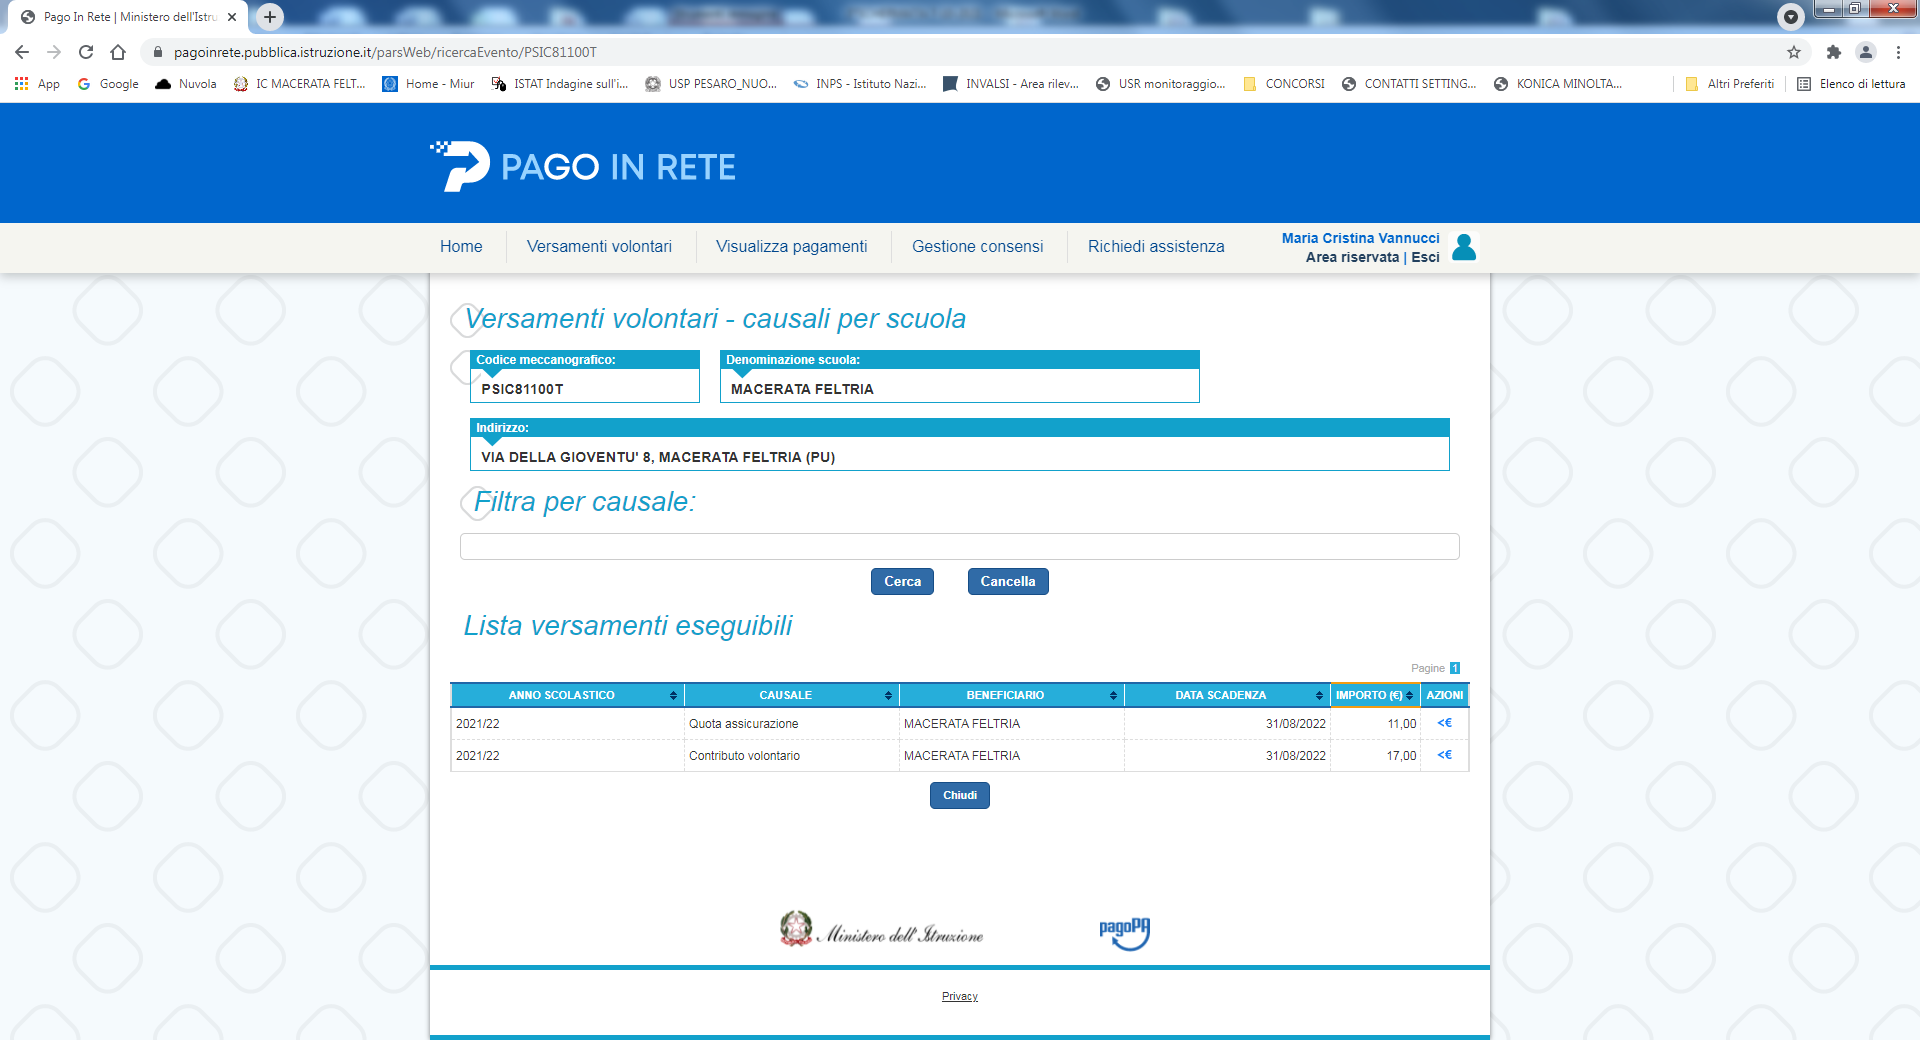 Pago In Rete | Ministero dell'Istru
pagoinrete.pubblica.istruzione.it/parsWeb/ricercaEvento/PSIC81100T
App Google Nuvola IC MACERATA FELT... Home - Miur ISTAT Indagine sull'i... USP PESARO_NUO... INPS - Istituto Nazi... INVALSI - Area rilev... USR monitoraggio... CONCORSI CONTATTI SETTING... KONICA MINOLTA... Altri Preferiti Elenco di lettura
PAGO IN RETE
Home Versamenti volontari Visualizza pagamenti Gestione consensi Richiedi assistenza
Maria Cristina Vannucci
Area riservata | Esci
Versamenti volontari - causali per scuola
Codice meccanografico: Denominazione scuola:
PSIC81100T MACERATA FELTRIA
Indirizzo:
VIA DELLA GIOVENTU' 8, MACERATA FELTRIA (PU)
Filtra per causale:
Cerca Cancella
Lista versamenti eseguibili
Pagine 1
ANNO SCOLASTICO CAUSALE BENEFICIARIO DATA SCADENZA IMPORTO (€) AZIONI
2021/22 Quota assicurazione MACERATA FELTRIA 31/08/2022 11,00 <€
2021/22 Contributo volontario MACERATA FELTRIA 31/08/2022 17,00 <€
Chiudi
Ministero dell'Istruzione
pagoPA
Privacy